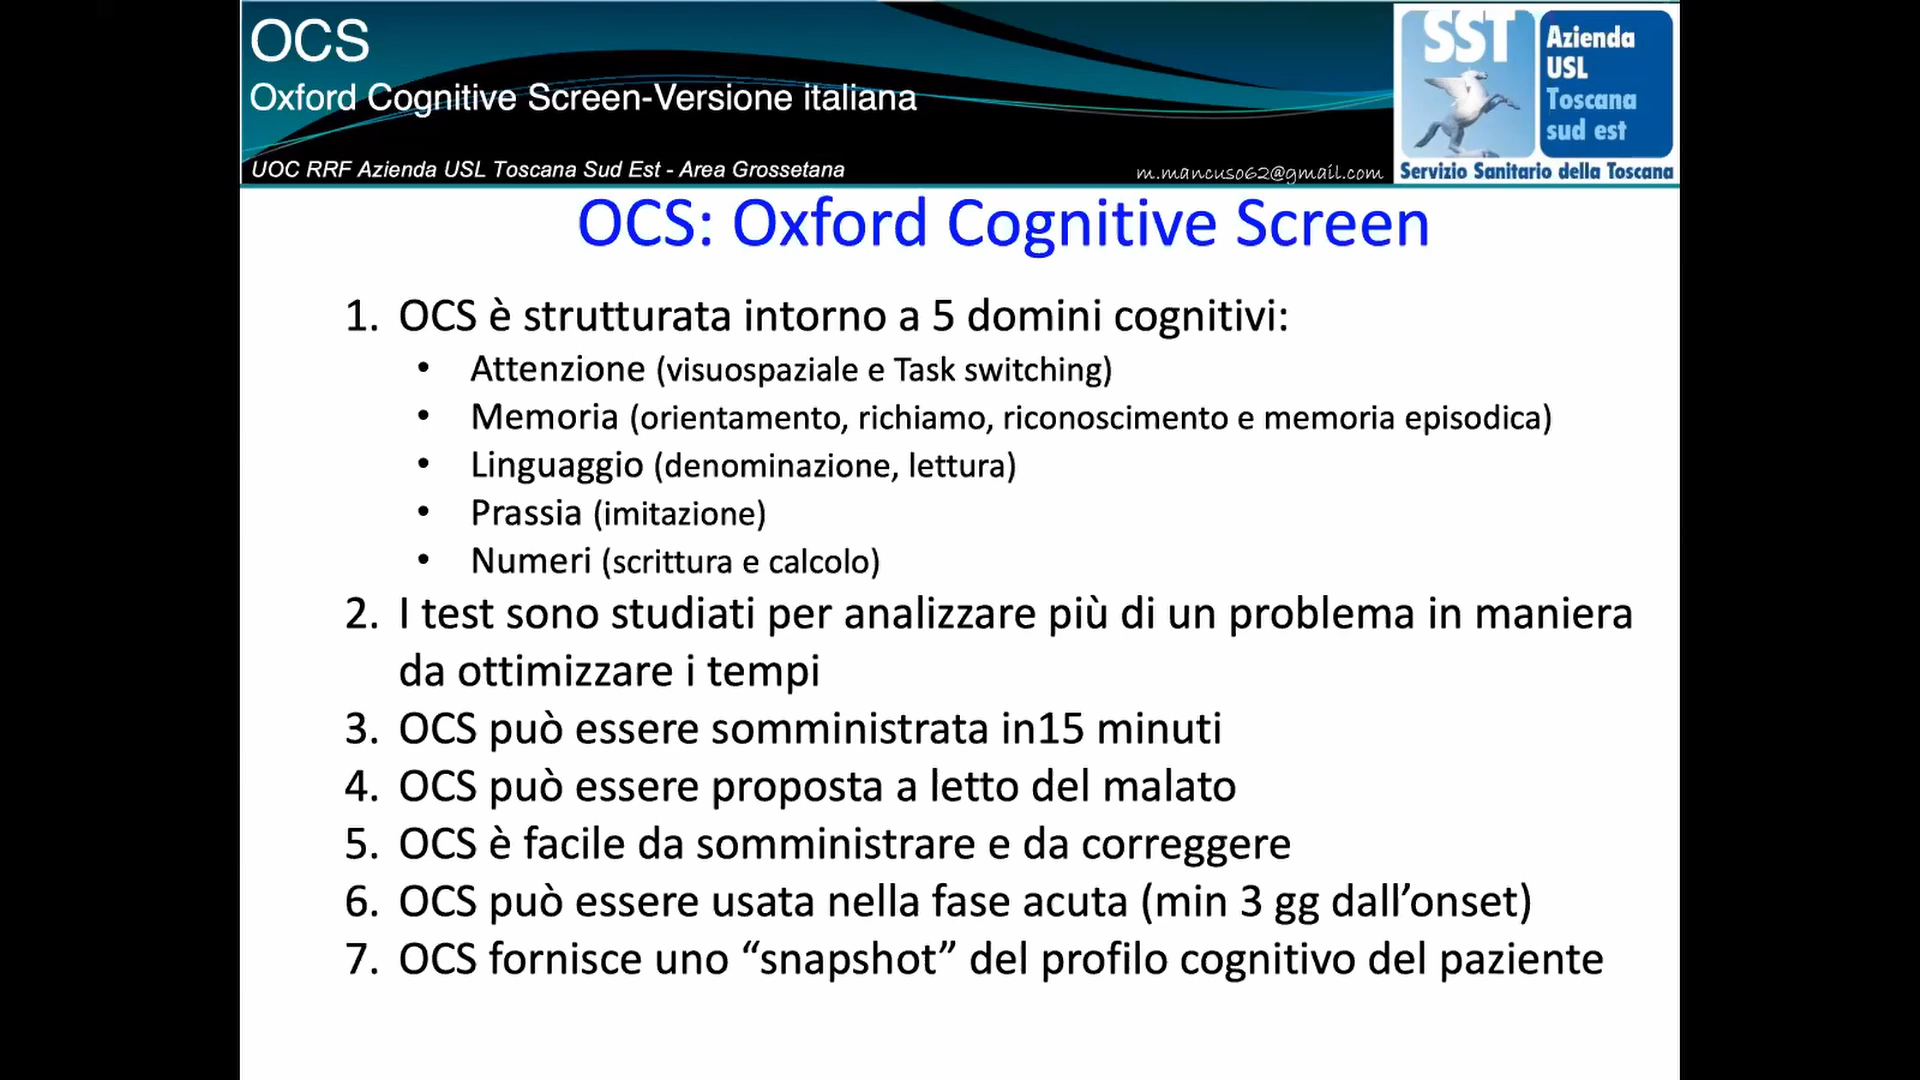 OCS
Oxford Cognitive Screen-Versione italiana
UOC RRF Azienda USL Toscana Sud Est - Area Grossetana
m.mancuso62@gmail.com
SST
Azienda
USL
Toscana
sud est
Servizio Sanitario della Toscana
OCS: Oxford Cognitive Screen
1. OCS è strutturata intorno a 5 domini cognitivi:
• Attenzione (visuospaziale e Task switching)
• Memoria (orientamento, richiamo, riconoscimento e memoria episodica)
• Linguaggio (denominazione, lettura)
• Prassia (imitazione)
• Numeri (scrittura e calcolo)
2. I test sono studiati per analizzare più di un problema in maniera
da ottimizzare i tempi
3. OCS può essere somministrata in15 minuti
4. OCS può essere proposta a letto del malato
5. OCS è facile da somministrare e da correggere
6. OCS può essere usata nella fase acuta (min 3 gg dall’onset)
7. OCS fornisce uno “snapshot” del profilo cognitivo del paziente